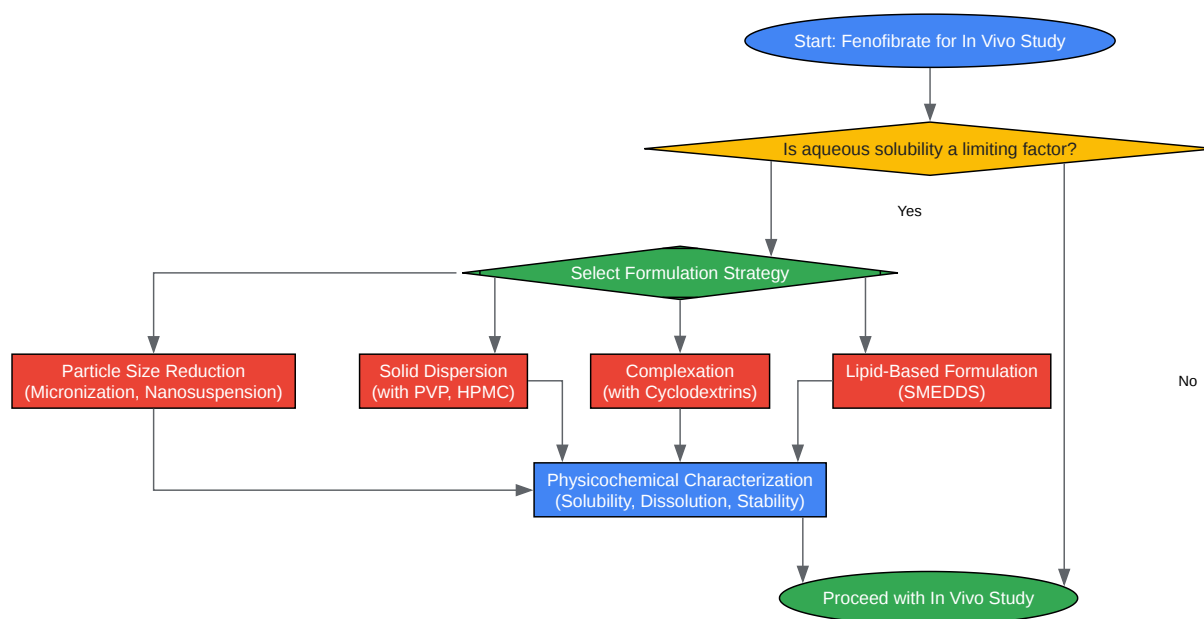 Start: Fenofibrate for In Vivo Study
Is aqueous solubility a limiting factor?
Yes
Select Formulation Strategy
Particle Size Reduction
(Micronization, Nanosuspension)
Solid Dispersion
(with PVP, HPMC)
Complexation
(with Cyclodextrins)
Lipid-Based Formulation
(SMEDDS)
No
Physicochemical Characterization
(Solubility, Dissolution, Stability)
Proceed with In Vivo Study